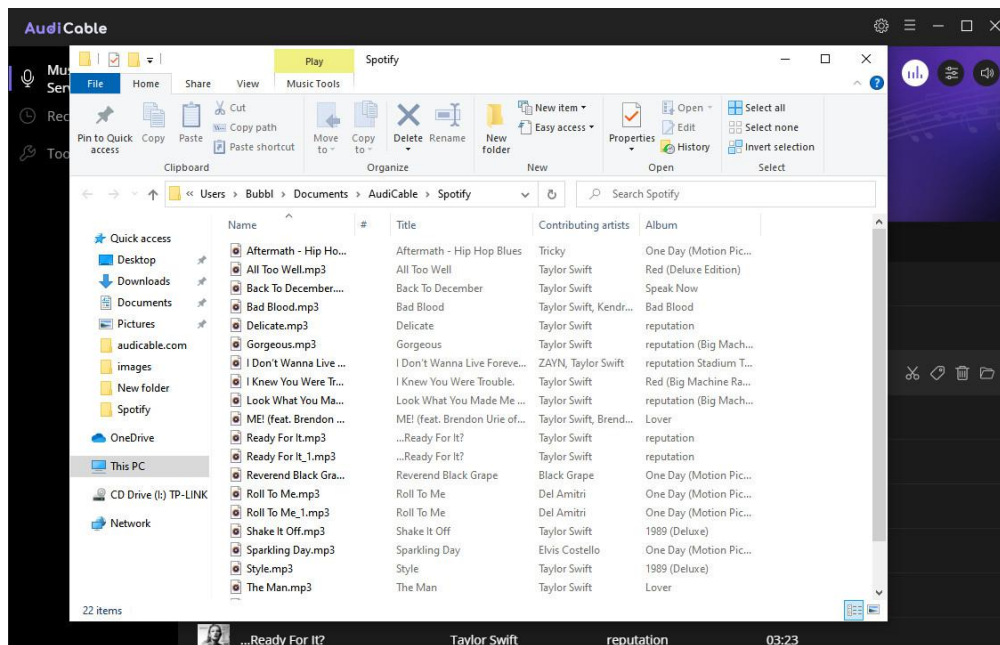 AudiCable
Mu
Ser
Rec
Too
Play
Spotify
File Home Share View Music Tools
Pin to Quick access
Copy
Paste
Cut
Copy path
Paste shortcut
Move to
Copy to
Delete
Rename
New folder
New item
Easy access
Properties
Open
Edit
History
Select all
Select none
Invert selection
Clipboard Organize New Open Select
« Users > Bubbl > Documents > AudiCable > Spotify
Search Spotify
Quick access
Desktop
Downloads
Documents
Pictures
audicable.com
images
New folder
Spotify
OneDrive
This PC
CD Drive (I:) TP-LINK
Network
Name # Title Contributing artists Album
Aftermath - Hip Ho... Aftermath - Hip Hop Blues Tricky One Day (Motion Pic...
All Too Well.mp3 All Too Well Taylor Swift Red (Deluxe Edition)
Back To December.... Back To December Taylor Swift Speak Now
Bad Blood.mp3 Bad Blood Taylor Swift, Kendr... Bad Blood
Delicate.mp3 Delicate Taylor Swift reputation
Gorgeous.mp3 Gorgeous Taylor Swift reputation (Big Mach...
I Don't Wanna Live ... I Don't Wanna Live Foreve... ZAYN, Taylor Swift reputation Stadium T...
I Knew You Were Tr... I Knew You Were Trouble. Taylor Swift Red (Big Machine Ra...
Look What You Ma... Look What You Made Me ... Taylor Swift reputation (Big Mach...
ME! (feat. Brendon ... ME! (feat. Brendon Urie of... Taylor Swift, Brend... Lover
Ready For It.mp3 ...Ready For It? Taylor Swift reputation
Ready For It_1.mp3 ...Ready For It? Taylor Swift reputation
Reverend Black Gra... Reverend Black Grape Black Grape One Day (Motion Pic...
Roll To Me.mp3 Roll To Me Del Amitri One Day (Motion Pic...
Roll To Me_1.mp3 Roll To Me Del Amitri One Day (Motion Pic...
Shake It Off.mp3 Shake It Off Taylor Swift 1989 (Deluxe)
Sparkling Day.mp3 Sparkling Day Elvis Costello One Day (Motion Pic...
Style.mp3 Style Taylor Swift 1989 (Deluxe)
The Man.mp3 The Man Taylor Swift Lover
22 items
...Ready For It? Taylor Swift reputation 03:23